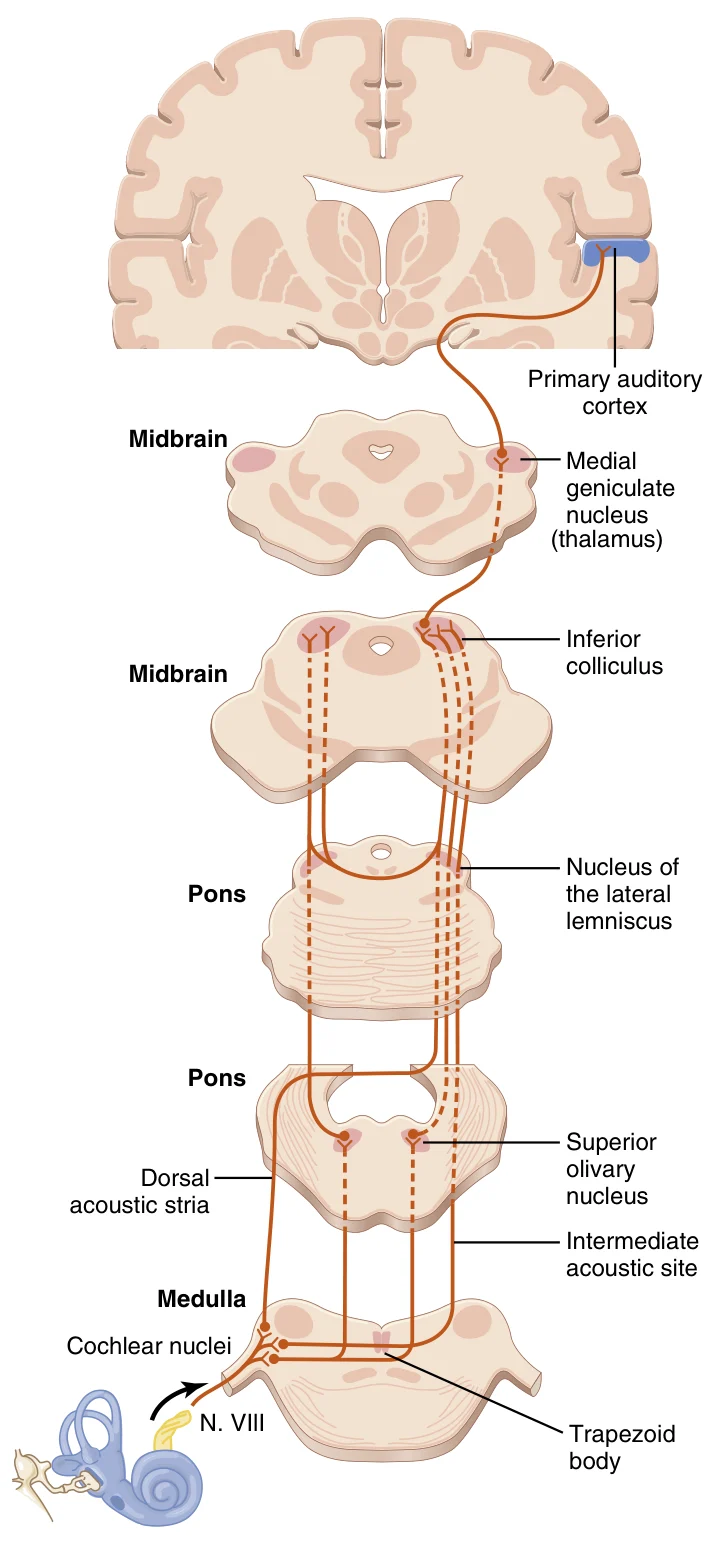 Primary auditory
cortex
Midbrain
Medial
geniculate
nucleus
(thalamus)
Inferior
colliculus
Midbrain
Nucleus of
the lateral
lemniscus
Pons
Pons
Superior
olivary
nucleus
Dorsal
acoustic stria
Intermediate
acoustic site
Medulla
Cochlear nuclei
N. VIII
Trapezoid
body